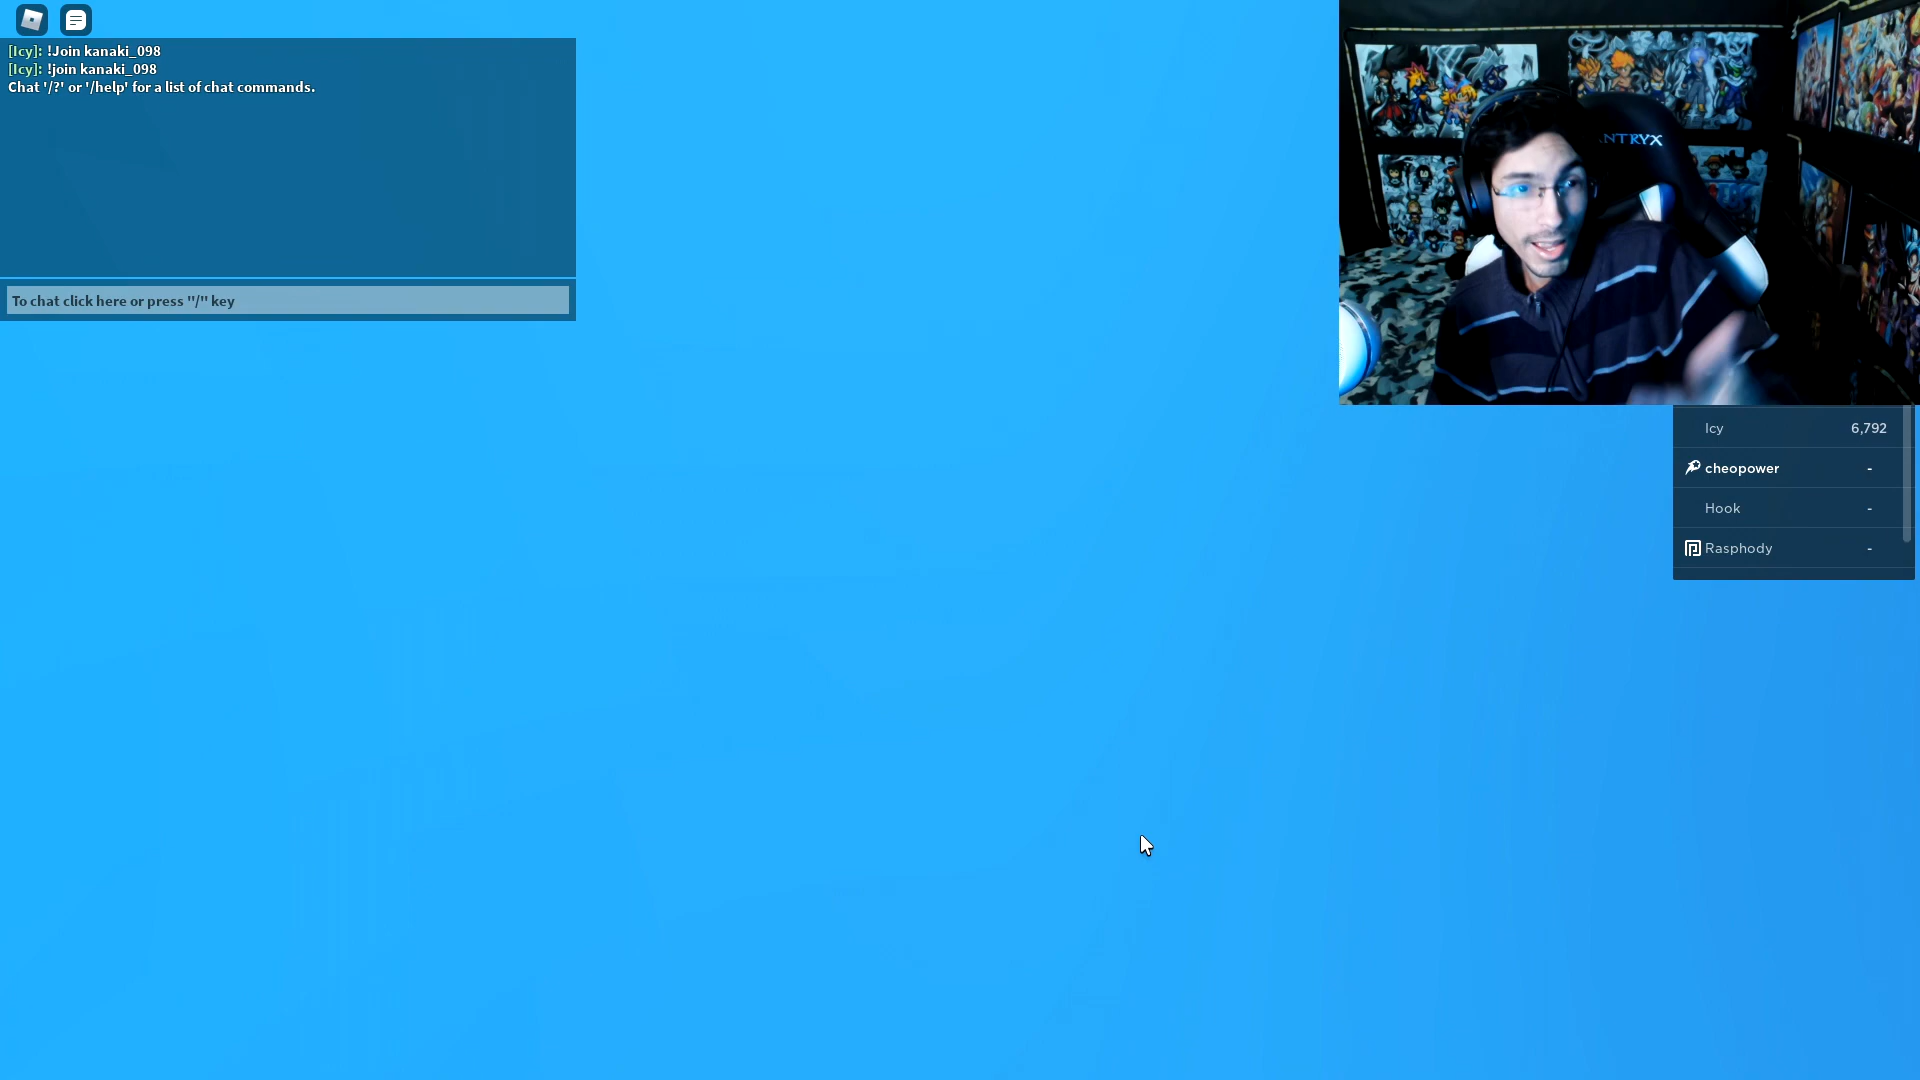 [Icy]: !Join kanaki_098
[Icy]: !join kanaki_098
Chat '/?' or '/help' for a list of chat commands.
To chat click here or press "/" key
NTRYX
Icy 6,792
cheopower -
Hook -
Rasphody -